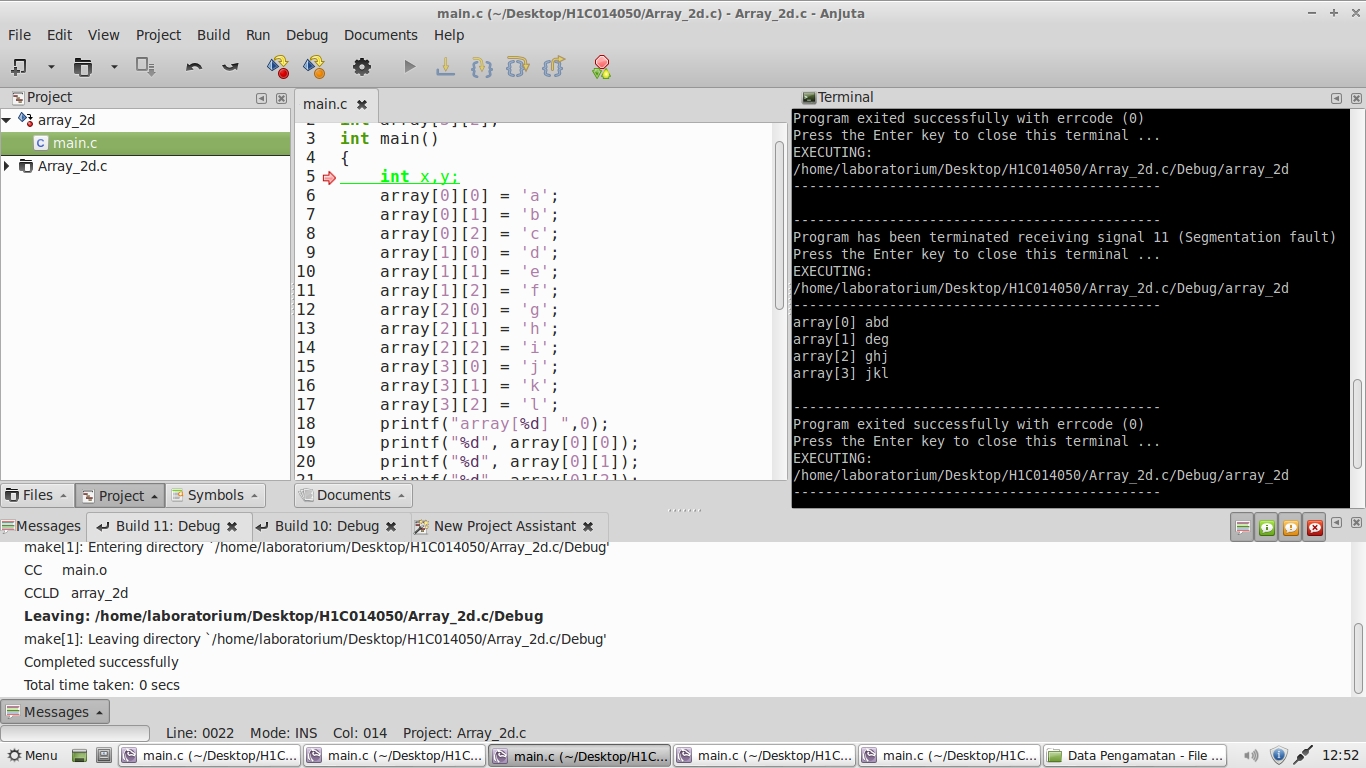 main.c (~/Desktop/H1C014050/Array_2d.c) - Array_2d.c - Anjuta
File Edit View Project Build Run Debug Documents Help
Project
array_2d
main.c
Array_2d.c
Files Project Symbols
main.c
3 int main()
4 {
5 int x,y;
6 array[0][0] = 'a';
7 array[0][1] = 'b';
8 array[0][2] = 'c';
9 array[1][0] = 'd';
10 array[1][1] = 'e';
11 array[1][2] = 'f';
12 array[2][0] = 'g';
13 array[2][1] = 'h';
14 array[2][2] = 'i';
15 array[3][0] = 'j';
16 array[3][1] = 'k';
17 array[3][2] = 'l';
18 printf("array[%d] ",0);
19 printf("%d", array[0][0]);
20 printf("%d", array[0][1]);
21 printf("%d", array[0][2]);
Documents
Terminal
Program exited successfully with errcode (0)
Press the Enter key to close this terminal ...
EXECUTING:
/home/laboratorium/Desktop/H1C014050/Array_2d.c/Debug/array_2d
----------------------------------------------
----------------------------------------------
Program has been terminated receiving signal 11 (Segmentation fault)
Press the Enter key to close this terminal ...
EXECUTING:
/home/laboratorium/Desktop/H1C014050/Array_2d.c/Debug/array_2d
----------------------------------------------
array[0] abd
array[1] deg
array[2] ghj
array[3] jkl
----------------------------------------------
Program exited successfully with errcode (0)
Press the Enter key to close this terminal ...
EXECUTING:
/home/laboratorium/Desktop/H1C014050/Array_2d.c/Debug/array_2d
----------------------------------------------
Messages Build 11: Debug Build 10: Debug New Project Assistant
make[1]: Entering directory `/home/laboratorium/Desktop/H1C014050/Array_2d.c/Debug'
CC main.o
CCLD array_2d
Leaving: /home/laboratorium/Desktop/H1C014050/Array_2d.c/Debug
make[1]: Leaving directory `/home/laboratorium/Desktop/H1C014050/Array_2d.c/Debug'
Completed successfully
Total time taken: 0 secs
Messages
Line: 0022 Mode: INS Col: 014 Project: Array_2d.c
Menu main.c (~/Desktop/H1C... main.c (~/Desktop/H1C... main.c (~/Desktop/H1C... main.c (~/Desktop/H1C... main.c (~/Desktop/H1C... Data Pengamatan - File ... 12:52